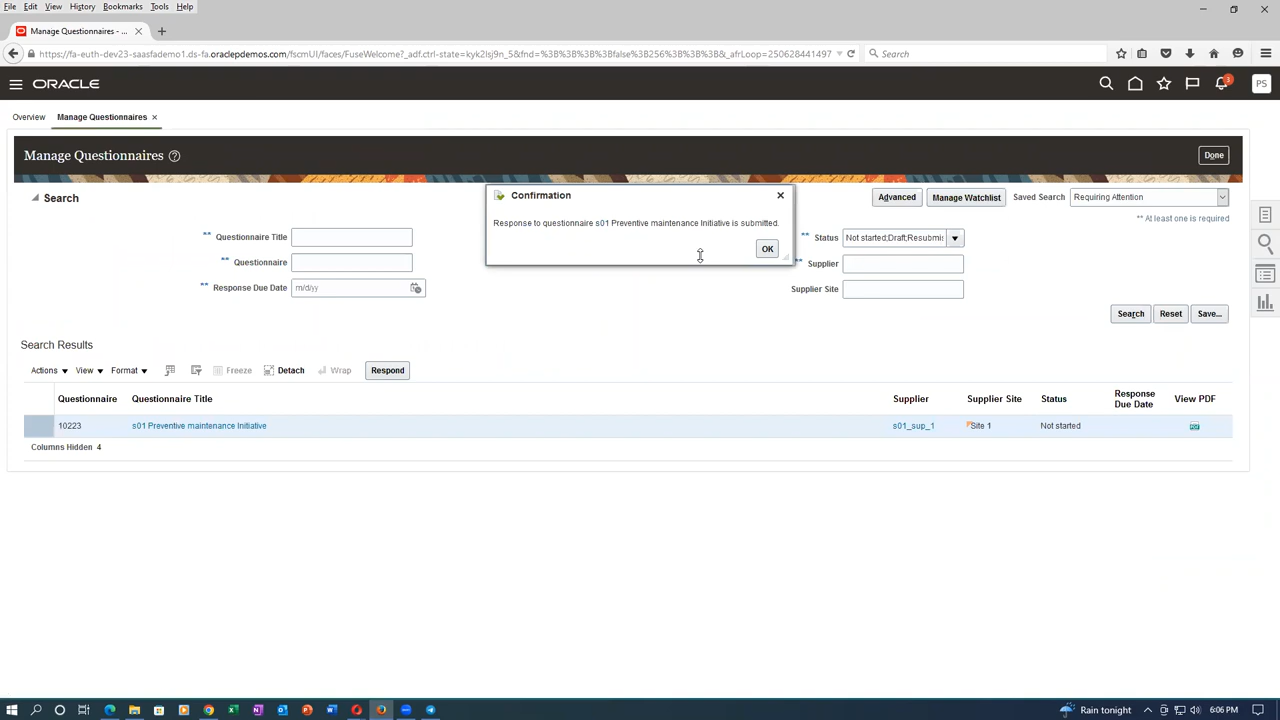 File Edit View History Bookmarks Tools Help
Manage Questionnaires - ...
https://fa-euth-dev23-saasfademo1.ds-fa.oraclepdemos.com/fscmUI/faces/FuseWelcome?_adf.ctrl-state=kyk2lsj9n_5&fnd=%3B%3B%3B%3Bfalse%3B256%3B%3B%3B&_afrLoop=250628441497
Search
ORACLE
3
PS
Overview Manage Questionnaires
Manage Questionnaires
Done
Confirmation
Response to questionnaire s01 Preventive maintenance Initiative is submitted.
OK
Search
Advanced Manage Watchlist Saved Search Requiring Attention
** At least one is required
** Questionnaire Title
** Questionnaire
** Response Due Date m/d/yy
** Status Not started;Draft;Resubmis
** Supplier
Supplier Site
Search Reset Save...
Search Results
Actions View Format Freeze Detach Wrap Respond
Questionnaire Questionnaire Title Supplier Supplier Site Status Response Due Date View PDF
10223 s01 Preventive maintenance Initiative s01_sup_1 Site 1 Not started
Columns Hidden 4
Rain tonight 6:06 PM